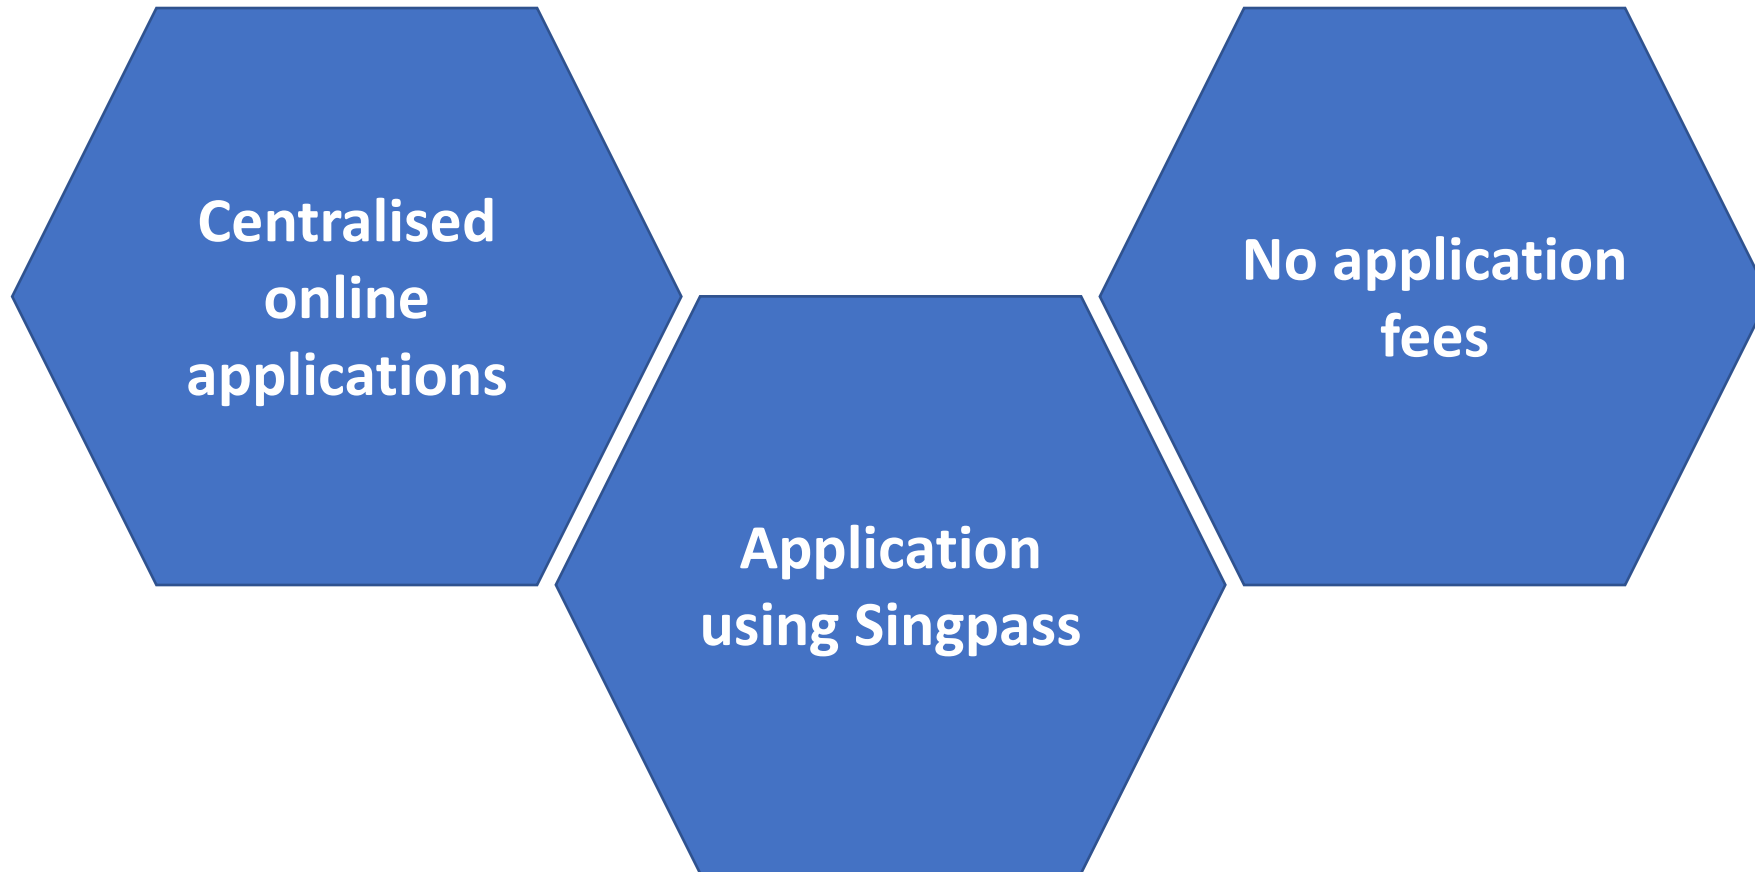 Centralised
online
applications
Application
using Singpass
No application
fees